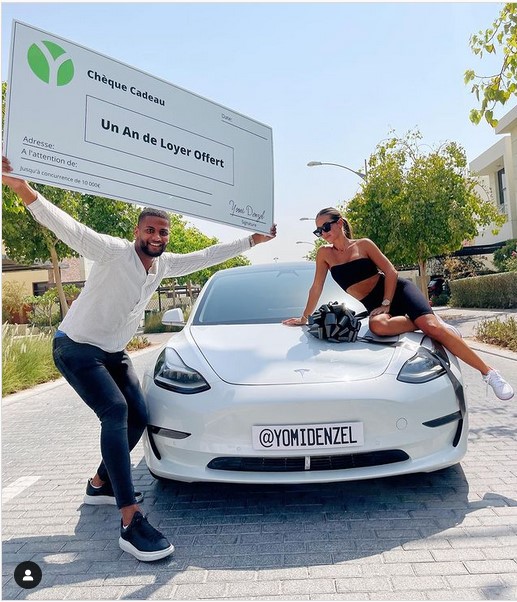 Chèque Cadeau
Date:
Un An de Loyer Offert
Adresse:
A l'attention de:
Jusqu'à concurrence de 10 000€
Yomi Denzel
Signature
@YOMIDENZEL